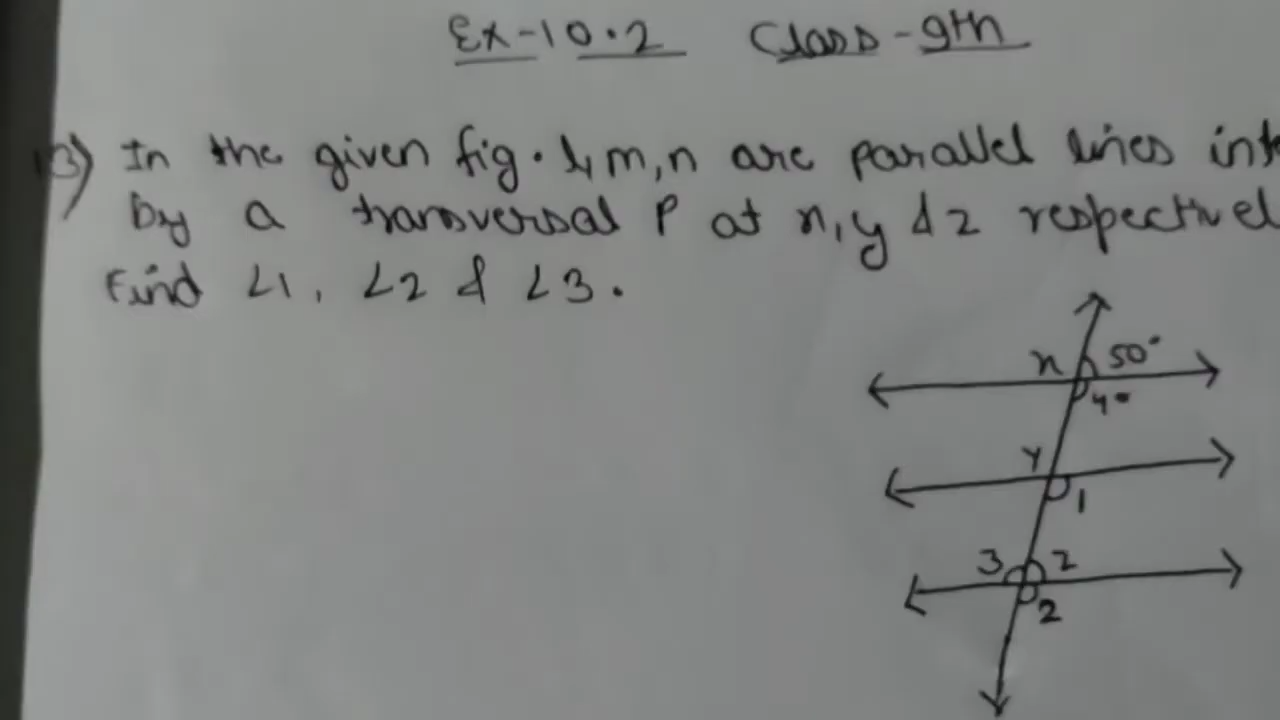 Ex-10.2 Class-9th
13) In the given fig. l, m, n are parallel lines int
by a transversal P at x, y & z respectivel
Find ∠1, ∠2 & ∠3.
x 50°
4
Y
1
3 2
2